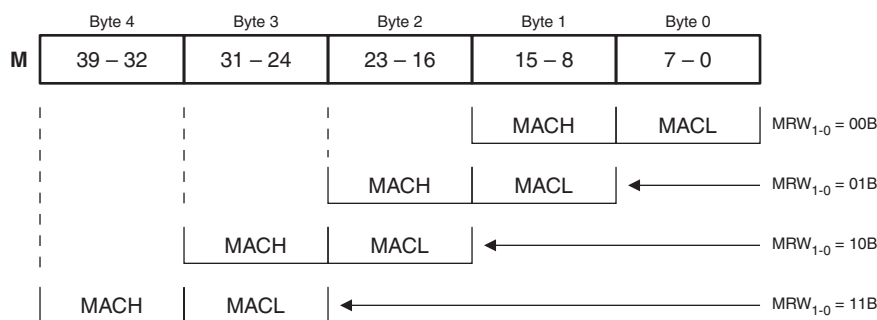 Byte 4 Byte 3 Byte 2 Byte 1 Byte 0
M 39 – 32 31 – 24 23 – 16 15 – 8 7 – 0
MACH MACL MRW1-0 = 00B
MACH MACL MRW1-0 = 01B
MACH MACL MRW1-0 = 10B
MACH MACL MRW1-0 = 11B